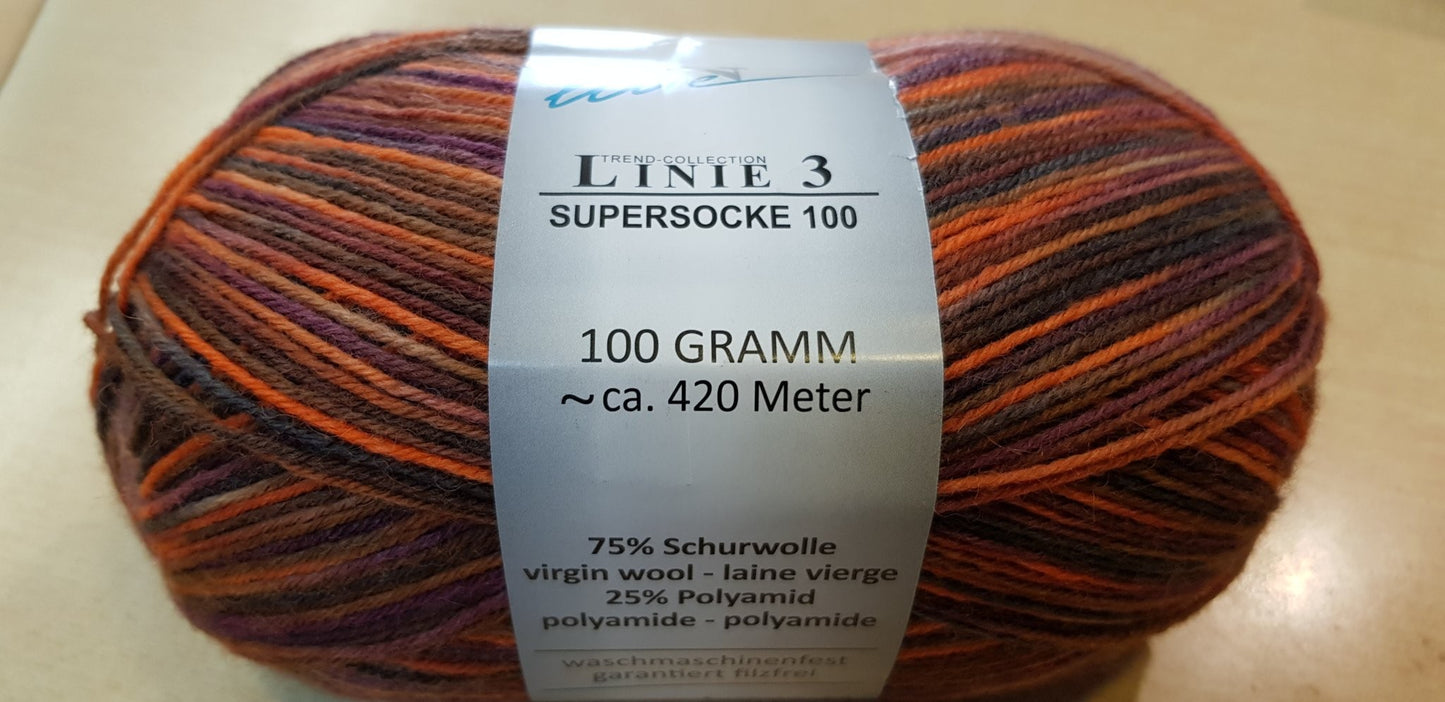 TREND-COLLECTION
LINIE 3
SUPERSOCKE 100
100 GRAMM
~ca. 420 Meter
75% Schurwolle
virgin wool - laine vierge
25% Polyamid
polyamide - polyamide
waschmaschinenfest
garantiert filzfrei